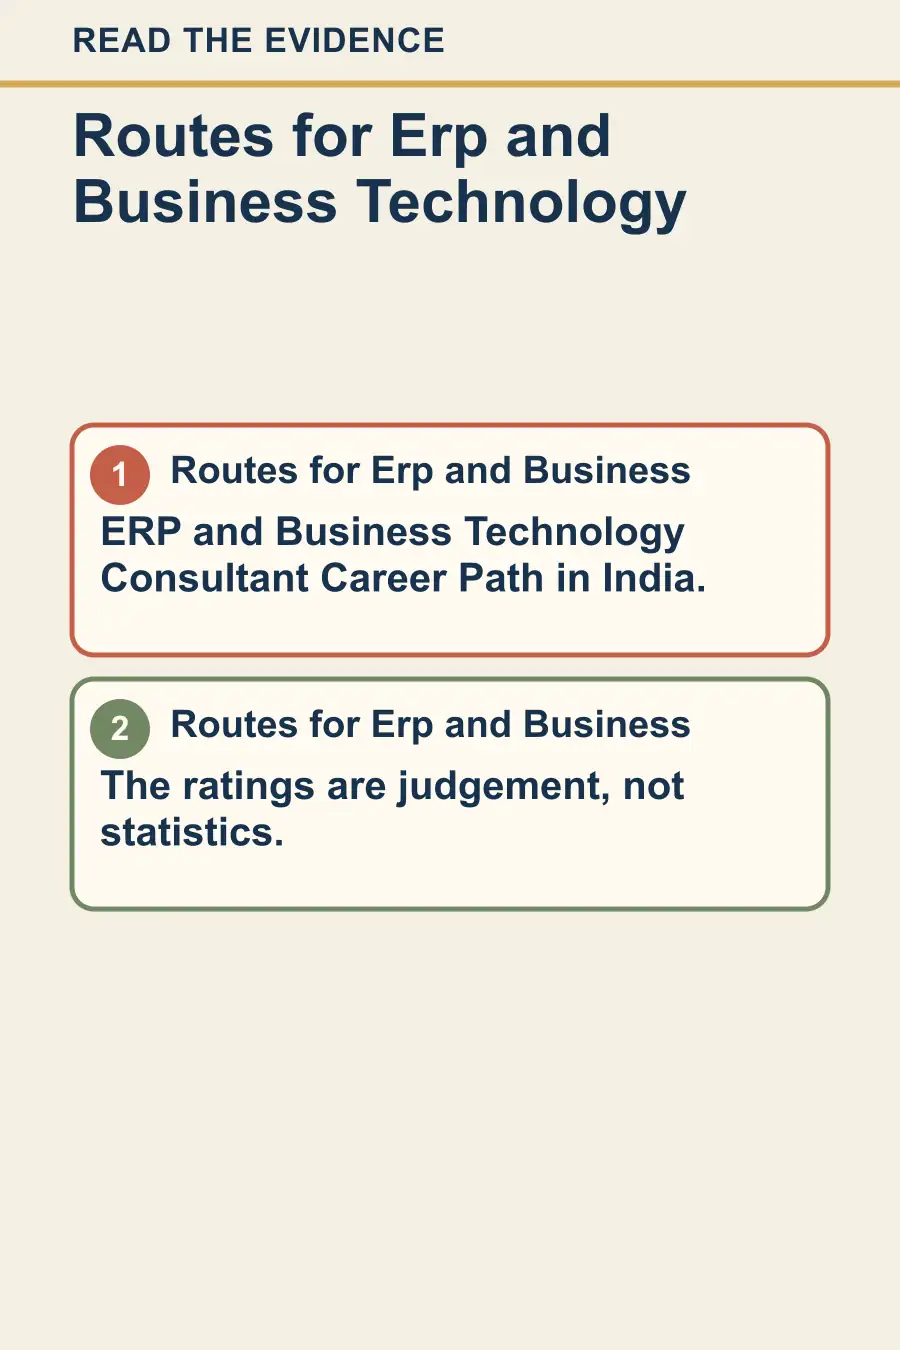 READ THE EVIDENCE
Routes for Erp and
Business Technology
1
Routes for Erp and Business
ERP and Business Technology
Consultant Career Path in India.
2
Routes for Erp and Business
The ratings are judgement, not
statistics.